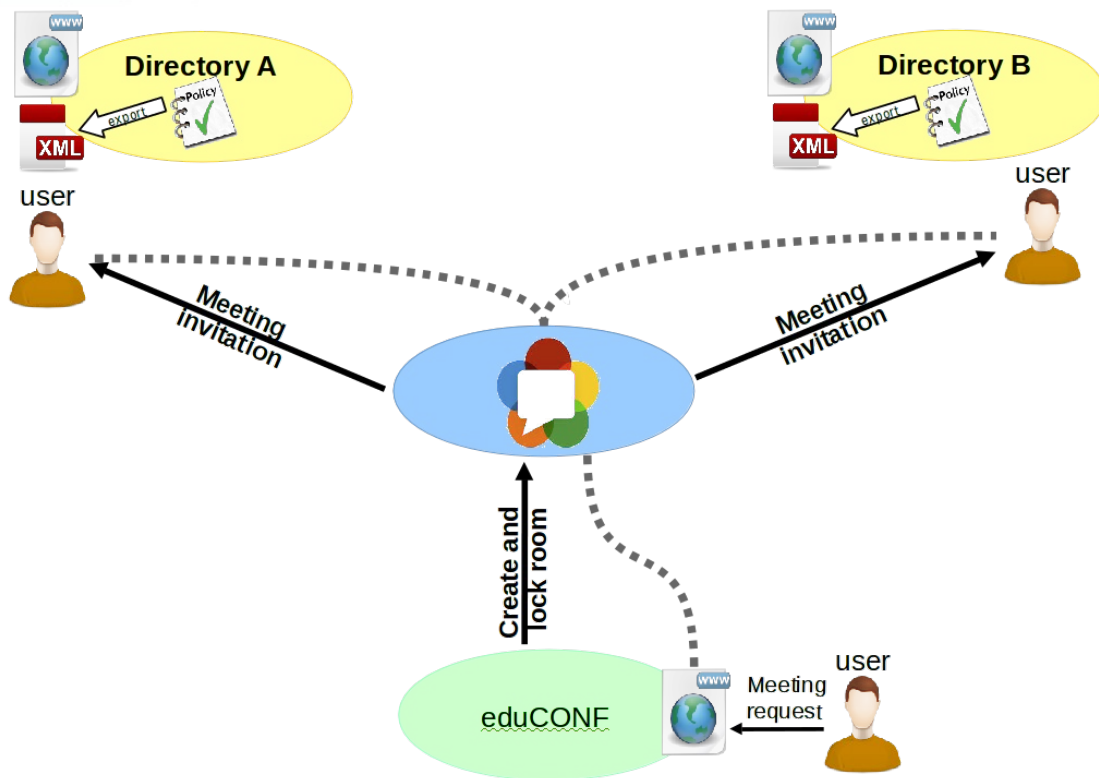 www
Directory A
Policy
export
XML
user
www
Directory B
Policy
export
XML
user
Meeting
invitation
Meeting
invitation
Create and
lock room
eduCONF
www
Meeting
request
user